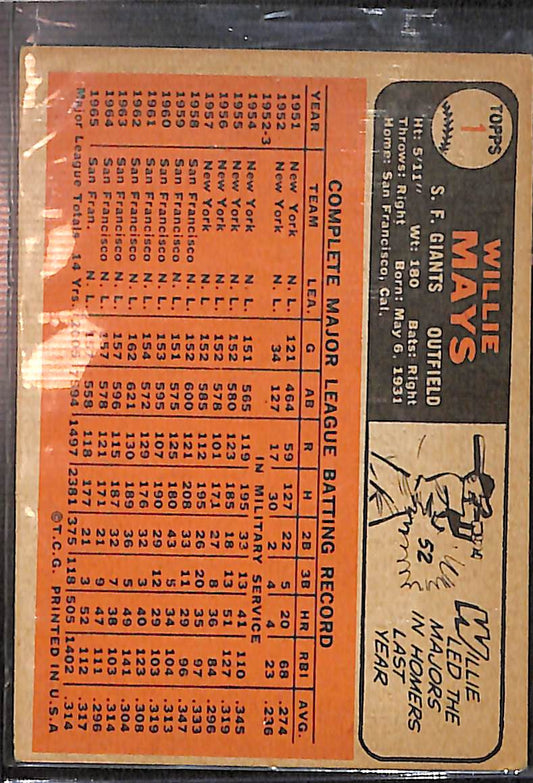 TOPPS
1
WILLIE
MAYS
S. F. GIANTS OUTFIELD
Ht: 5'11" Wt: 180 Bats: Right
Throws: Right Born: May 6, 1931
Home: San Francisco, Cal.
52
WILLIE
LED THE
MAJORS
IN HOMERS
LAST
YEAR
COMPLETE MAJOR LEAGUE BATTING RECORD
YEAR TEAM LEA. G AB R H 2B 3B HR RBI AVG.
1951 New York N. L. 121 464 59 127 22 5 20 68 .274
1952 New York N. L. 34 127 17 30 2 4 4 23 .236
1952-3 IN MILITARY SERVICE
1954 New York N. L. 151 565 119 195 33 13 41 110 .345
1955 New York N. L. 152 580 123 185 18 13 51 127 .319
1956 New York N. L. 152 578 101 171 27 8 36 84 .296
1957 New York N. L. 152 585 112 195 26 20 35 97 .333
1958 San Francisco N. L. 152 600 121 208 33 11 29 96 .347
1959 San Francisco N. L. 151 575 125 180 43 5 34 104 .313
1960 San Francisco N. L. 153 595 107 190 29 12 29 103 .319
1961 San Francisco N. L. 154 572 129 176 32 3 40 123 .308
1962 San Francisco N. L. 162 621 130 189 36 5 49 141 .304
1963 San Francisco N. L. 157 596 115 187 32 7 38 103 .314
1964 San Francisco N. L. 157 578 121 171 21 9 47 111 .296
1965 San Fran. N. L. 157 558 118 177 21 3 52 112 .317
Major League Totals 14 Yrs. 1497 2381 375 118 505 1402 .314
©T.C.G. PRINTED IN U.S.A